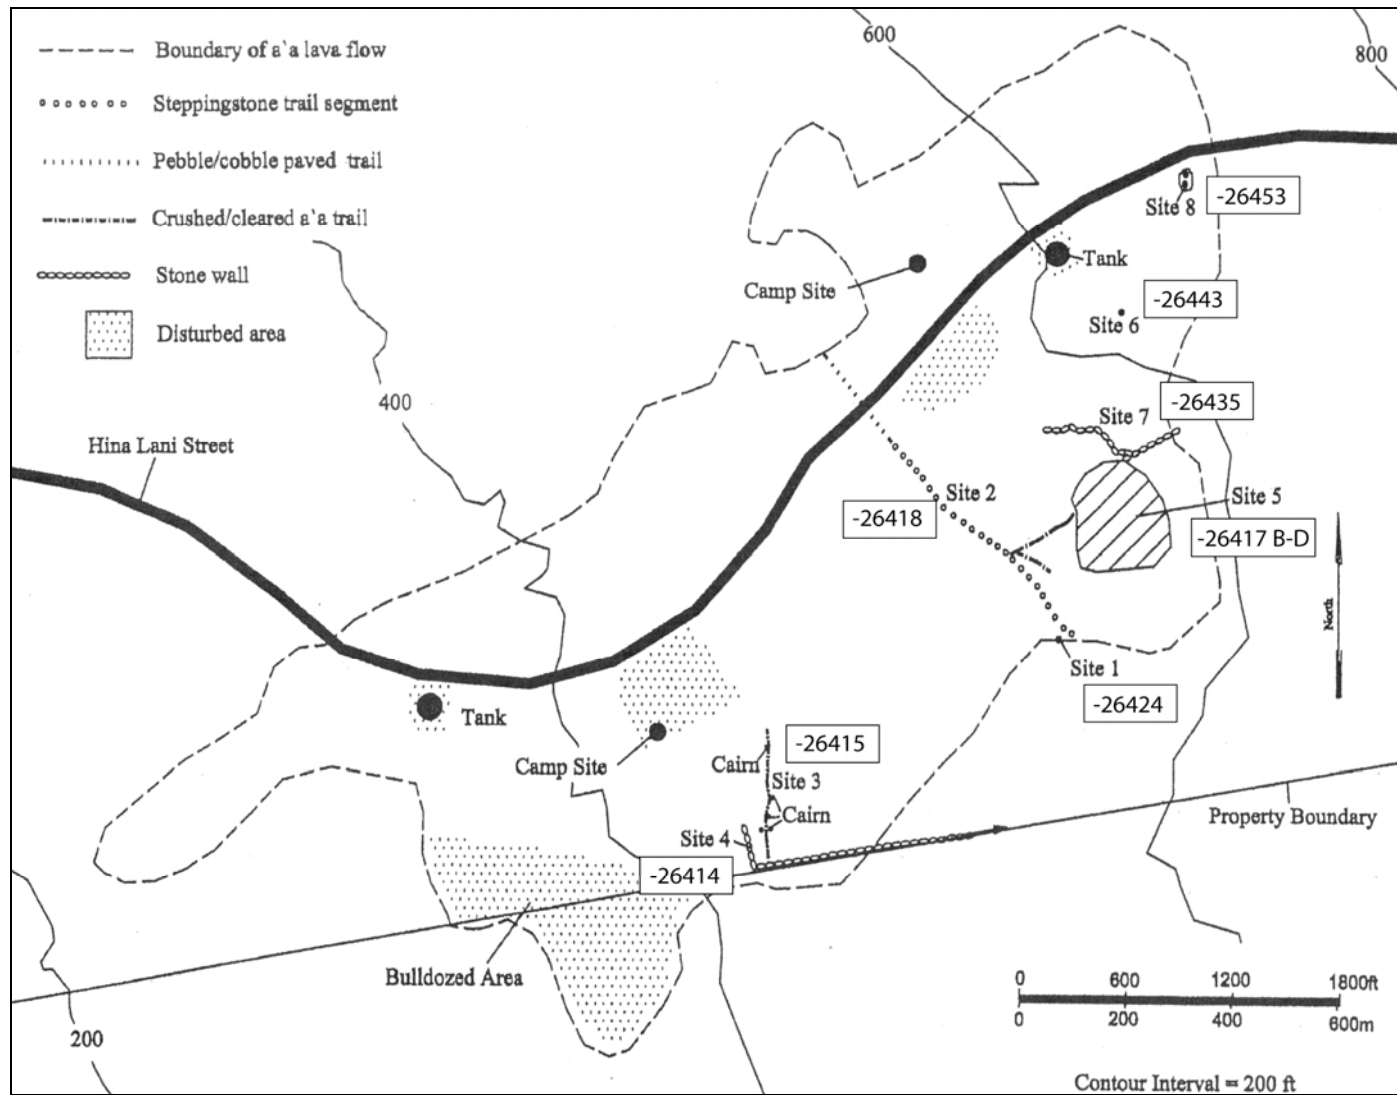 Boundary of a`a lava flow
Steppingstone trail segment
Pebble/cobble paved trail
Crushed/cleared a`a trail
Stone wall
Disturbed area
600
800
Site 8
-26453
Tank
Camp Site
-26443
Site 6
400
-26435
Site 7
Hina Lani Street
Site 2
Site 5
-26418
-26417 B-D
North
Site 1
-26424
Tank
Camp Site
-26415
Cairn
Site 3
Cairn
Site 4
Property Boundary
-26414
Bulldozed Area
200
0 600 1200 1800ft
0 200 400 600m
Contour Interval = 200 ft